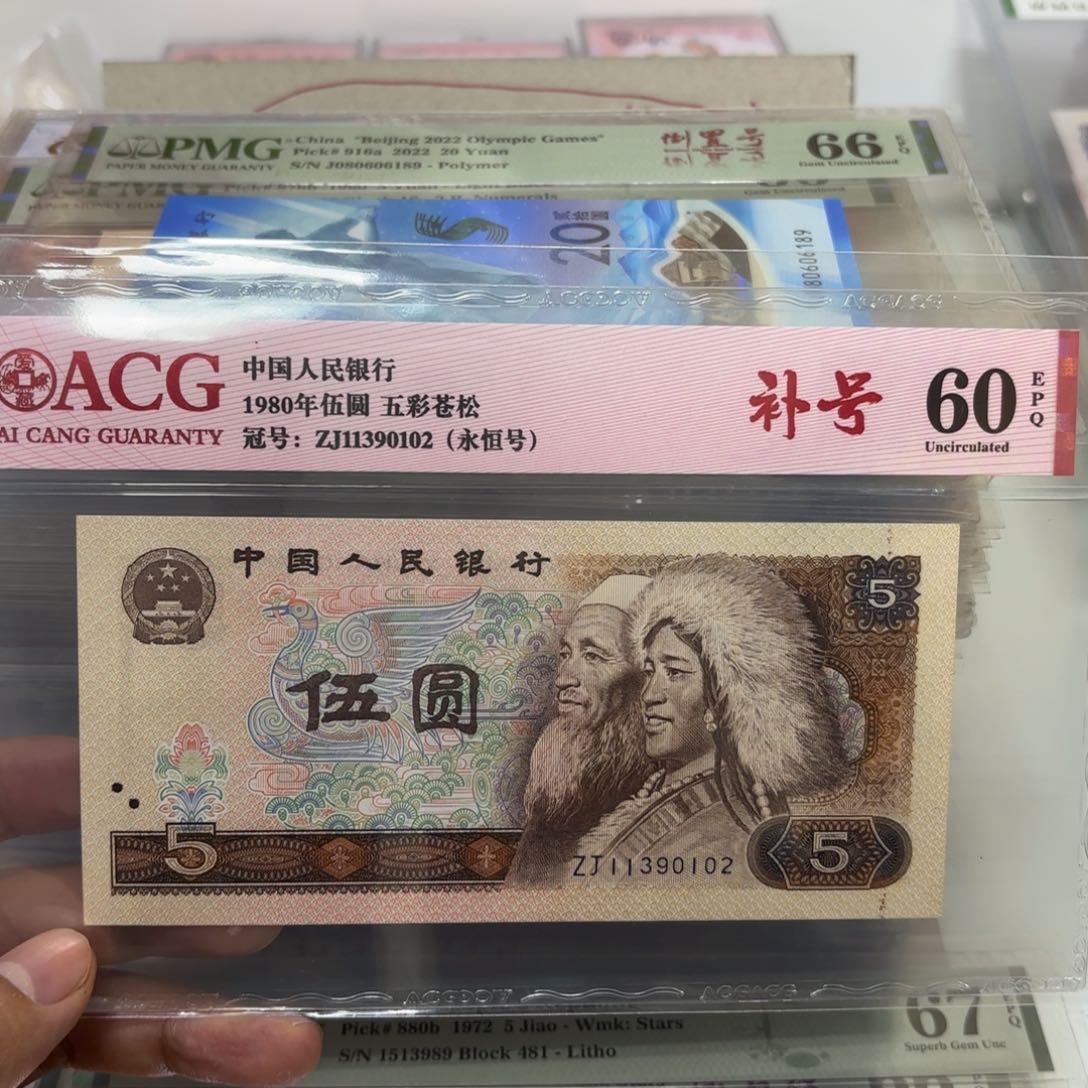 PMG
PAPER MONEY GUARANTY
China "Beijing 2022 Olympic Games"
Pick# 916a 2022 20 Yuan
S/N J080606189 - Polymer
倒置号
66
Gem Uncirculated
EPQ
20
80606189
ACG
AI CANG GUARANTY
中国人民银行
1980年伍圆 五彩苍松
冠号：ZJ11390102（永恒号）
补号
60
EPQ
Uncirculated
中国人民银行
5
伍圆
5
ZJ11390102
5
Pick# 880b 1972 5 Jiao - Wmk: Stars
S/N 1513989 Block 481 - Litho
67
Superb Gem Unc